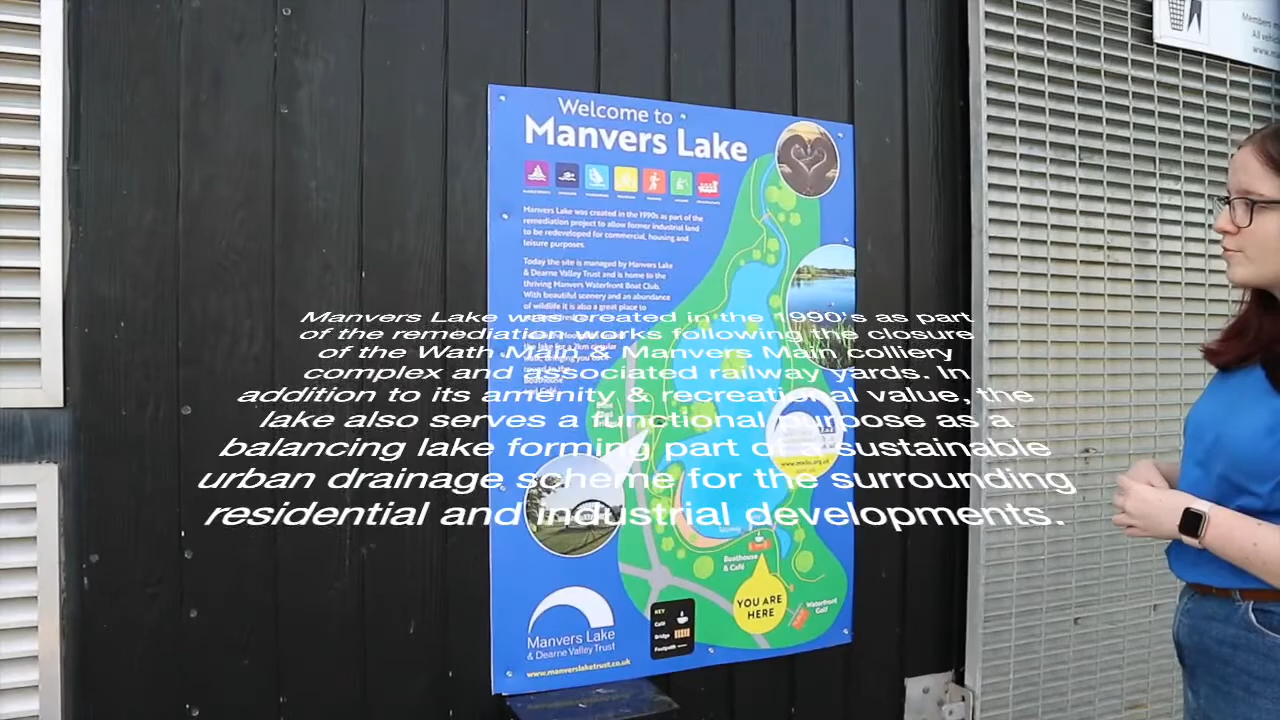 Members
All vehic
www.m
Welcome to
Manvers Lake
Manvers Lake was created in the 1990s as part of the
remediation project to allow former industrial land
to be redeveloped for commercial, housing and
leisure purposes.
Today the site is managed by Manvers Lake
& Dearne Valley Trust and is home to the
thriving Manvers Waterfront Boat Club.
With beautiful scenery and an abundance
of wildlife it is also a great place to
Manvers Lake was created in the 1990's as part
of the remediation works following the closure
of the Wath Main & Manvers Main colliery
complex and associated railway yards. In
addition to its amenity & recreational value, the
lake also serves a functional purpose as a
balancing lake forming part of a sustainable
urban drainage scheme for the surrounding
residential and industrial developments.
Boathouse
& Café
YOU ARE
HERE
Waterfront
Golf
KEY
Café
Bridge
Footpath
Manvers Lake
& Dearne Valley Trust
www.manverslaketrust.co.uk